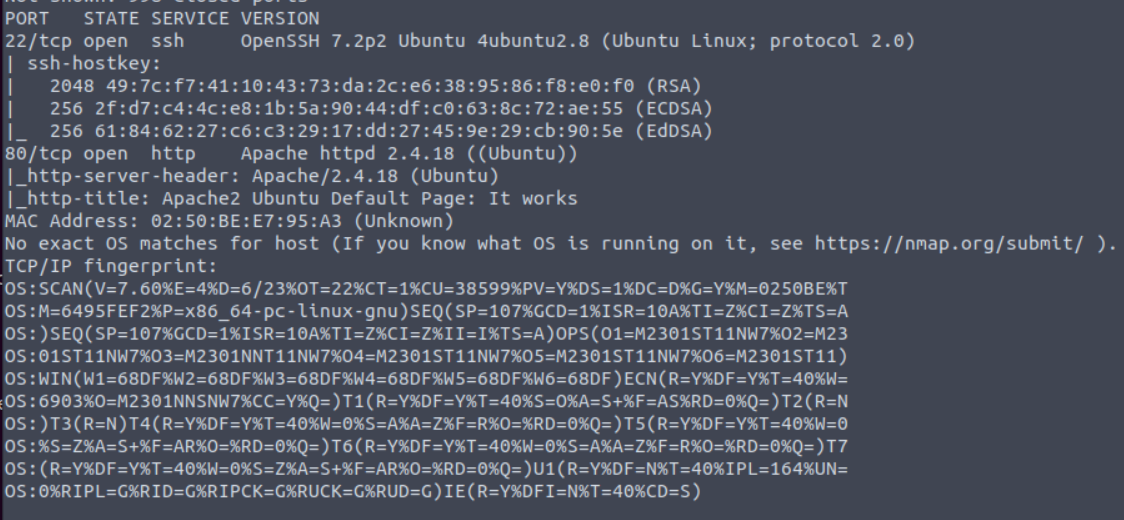 PORT   STATE SERVICE VERSION
22/tcp open  ssh     OpenSSH 7.2p2 Ubuntu 4ubuntu2.8 (Ubuntu Linux; protocol 2.0)
| ssh-hostkey:
|   2048 49:7c:f7:41:10:43:73:da:2c:e6:38:95:86:f8:e0:f0 (RSA)
|   256 2f:d7:c4:4c:e8:1b:5a:90:44:df:c0:63:8c:72:ae:55 (ECDSA)
|_  256 61:84:62:27:c6:c3:29:17:dd:27:45:9e:29:cb:90:5e (EdDSA)
80/tcp open  http    Apache httpd 2.4.18 ((Ubuntu))
|_http-server-header: Apache/2.4.18 (Ubuntu)
|_http-title: Apache2 Ubuntu Default Page: It works
MAC Address: 02:50:BE:E7:95:A3 (Unknown)
No exact OS matches for host (If you know what OS is running on it, see https://nmap.org/submit/ ).
TCP/IP fingerprint:
OS:SCAN(V=7.60%E=4%D=6/23%OT=22%CT=1%CU=38599%PV=Y%DS=1%DC=D%G=Y%M=0250BE%T
OS:M=6495FEF2%P=x86_64-pc-linux-gnu)SEQ(SP=107%GCD=1%ISR=10A%TI=Z%CI=Z%TS=A
OS:)SEQ(SP=107%GCD=1%ISR=10A%TI=Z%CI=Z%II=I%TS=A)OPS(O1=M2301ST11NW7%O2=M23
OS:01ST11NW7%O3=M2301NNT11NW7%O4=M2301ST11NW7%O5=M2301ST11NW7%O6=M2301ST11)
OS:WIN(W1=68DF%W2=68DF%W3=68DF%W4=68DF%W5=68DF%W6=68DF)ECN(R=Y%DF=Y%T=40%W=
OS:6903%O=M2301NNSNW7%CC=Y%Q=)T1(R=Y%DF=Y%T=40%S=O%A=S+%F=AS%RD=0%Q=)T2(R=N
OS:)T3(R=N)T4(R=Y%DF=Y%T=40%W=0%S=A%A=Z%F=R%O=%RD=0%Q=)T5(R=Y%DF=Y%T=40%W=0
OS:%S=Z%A=S+%F=AR%O=%RD=0%Q=)T6(R=Y%DF=Y%T=40%W=0%S=A%A=Z%F=R%O=%RD=0%Q=)T7
OS:(R=Y%DF=Y%T=40%W=0%S=Z%A=S+%F=AR%O=%RD=0%Q=)U1(R=Y%DF=N%T=40%IPL=164%UN=
OS:0%RIPL=G%RID=G%RIPCK=G%RUCK=G%RUD=G)IE(R=Y%DFI=N%T=40%CD=S)